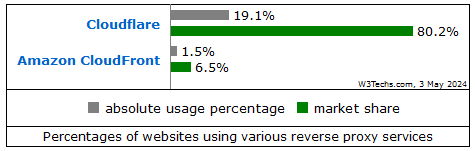 Cloudflare
19.1%
80.2%
Amazon CloudFront
1.5%
6.5%
W3Techs.com, 3 May 2024
absolute usage percentage market share
Percentages of websites using various reverse proxy services